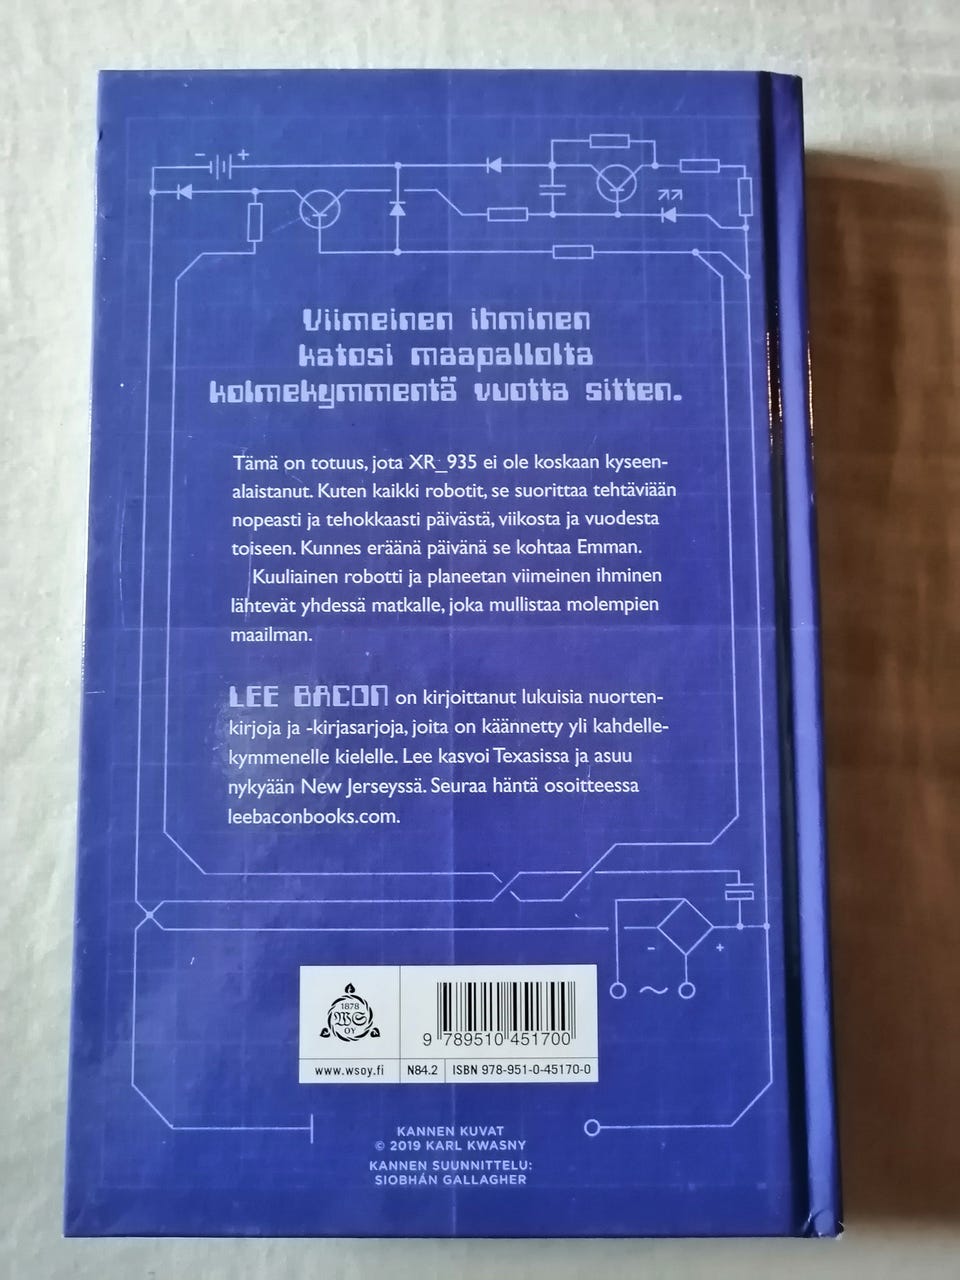 Viimeinen ihminen
katosi maapallolta
kolmekymmentä vuotta sitten.
Tämä on totuus, jota XR_935 ei ole koskaan kyseen-
alaistanut. Kuten kaikki robotit, se suorittaa tehtäviään
nopeasti ja tehokkaasti päivästä, viikosta ja vuodesta
toiseen. Kunnes eräänä päivänä se kohtaa Emman.
Kuuliainen robotti ja planeetan viimeinen ihminen
lähtevät yhdessä matkalle, joka mullistaa molempien
maailman.
LEE BACON on kirjoittanut lukuisia nuorten-
kirjoja ja -kirjasarjoja, joita on käännetty yli kahdelle-
kymmenelle kielelle. Lee kasvoi Texasissa ja asuu
nykyään New Jerseyssä. Seuraa häntä osoitteessa
leebaconbooks.com.
1878
WS
OY
9 789510 451700
www.wsoy.fi N84.2 ISBN 978-951-0-45170-0
KANNEN KUVAT
© 2019 KARL KWASNY
KANNEN SUUNNITTELU:
SIOBHÁN GALLAGHER